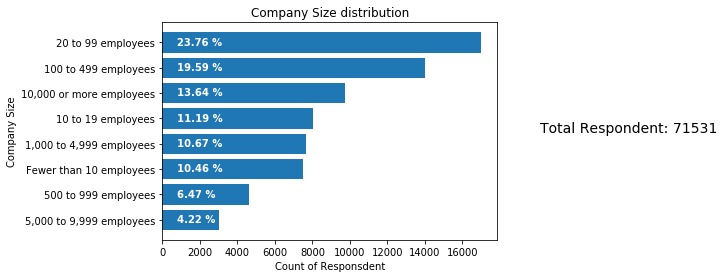 Company Size distribution
Company Size
20 to 99 employees 23.76 %
100 to 499 employees 19.59 %
10,000 or more employees 13.64 %
10 to 19 employees 11.19 %
1,000 to 4,999 employees 10.67 %
Fewer than 10 employees 10.46 %
500 to 999 employees 6.47 %
5,000 to 9,999 employees 4.22 %
0 2000 4000 6000 8000 10000 12000 14000 16000
Count of Responsdent
Total Respondent: 71531